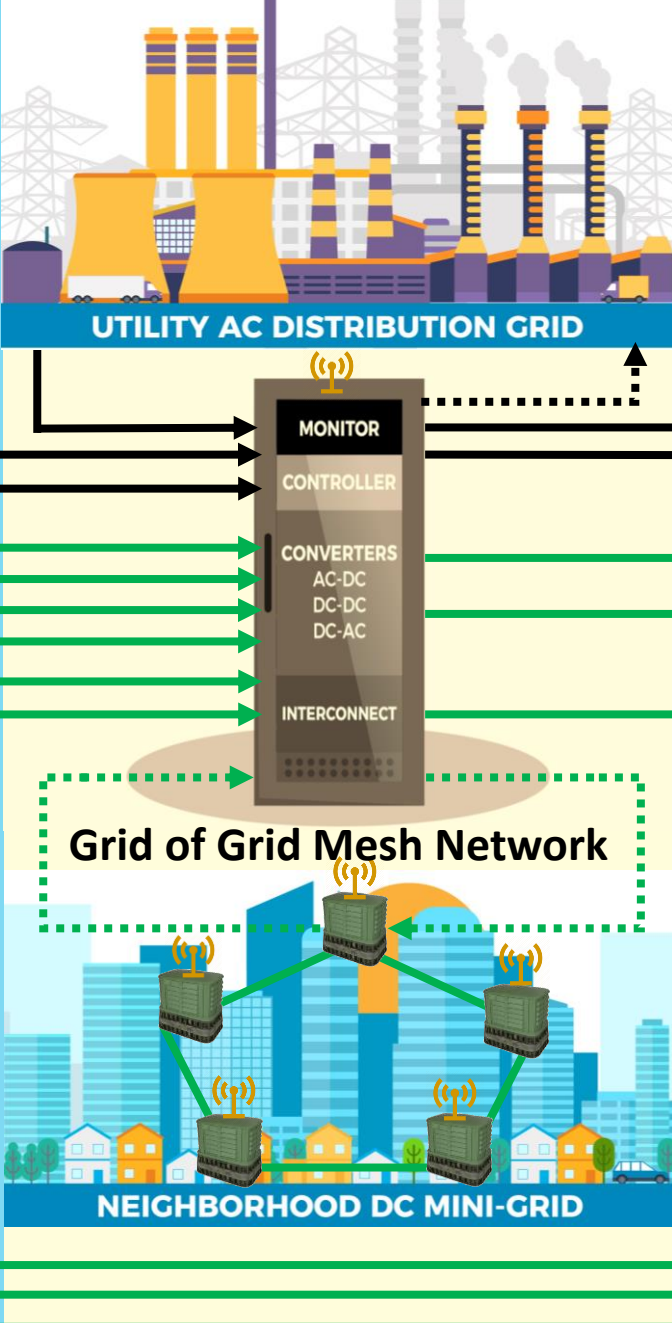 UTILITY AC DISTRIBUTION GRID
MONITOR
CONTROLLER
CONVERTERS
AC-DC
DC-DC
DC-AC
INTERCONNECT
Grid of Grid Mesh Network
NEIGHBORHOOD DC MINI-GRID